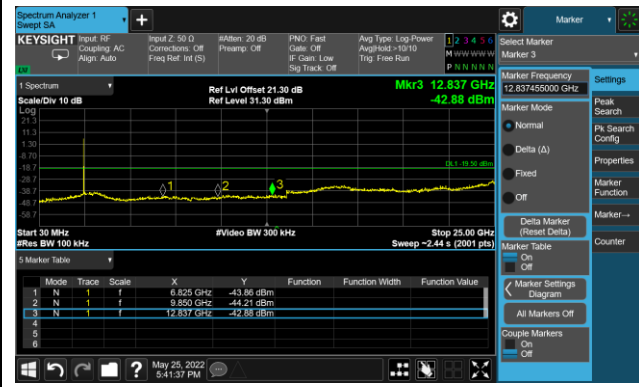 Spectrum Analyzer 1
Swept SA
Marker
KEYSIGHT
Input: RF
Coupling: AC
Align: Auto
Input Z: 50 Ω
Corrections: Off
Freq Ref: Int (S)
#Atten: 20 dB
Preamp: Off
PNO: Fast
Gate: Off
IF Gain: Low
Sig Track: Off
Avg Type: Log-Power
Avg|Hold:>10/10
Trig: Free Run
1 2 3 4 5 6
M W W W W W
P N N N N N
LXI
1 Spectrum
Scale/Div 10 dB
Ref Lvl Offset 21.30 dB
Ref Level 31.30 dBm
Mkr3 12.837 GHz
-42.88 dBm
Log
21.3
11.3
1.30
-8.70
-18.7
-28.7
-38.7
-48.7
-58.7
DL1 -19.50 dBm
1
2
3
Start 30 MHz
#Res BW 100 kHz
#Video BW 300 kHz
Stop 25.00 GHz
Sweep ~2.44 s (2001 pts)
5 Marker Table
Mode Trace Scale X Y Function Function Width Function Value
1 N 1 f 6.825 GHz -43.86 dBm
2 N 1 f 9.850 GHz -44.21 dBm
3 N 1 f 12.837 GHz -42.88 dBm
4
5
6
May 25, 2022
5:41:37 PM
Select Marker
Marker 3
Marker Frequency
12.837455000 GHz
Marker Mode
Normal
Delta (Δ)
Fixed
Off
Delta Marker
(Reset Delta)
Marker Table
On
Off
Marker Settings
Diagram
All Markers Off
Couple Markers
On
Off
Settings
Peak
Search
Pk Search
Config
Properties
Marker
Function
Marker→
Counter